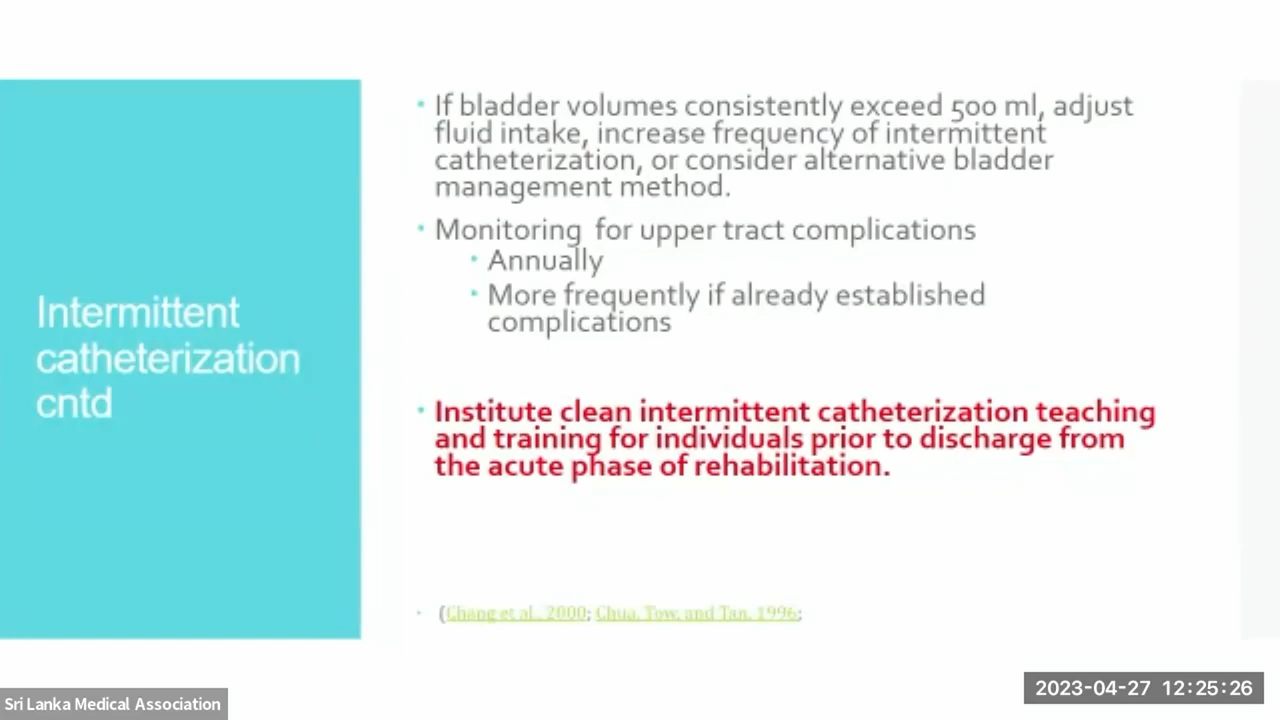 Intermittent
catheterization
cntd
• If bladder volumes consistently exceed 500 ml, adjust
fluid intake, increase frequency of intermittent
catheterization, or consider alternative bladder
management method.
• Monitoring for upper tract complications
• Annually
• More frequently if already established
complications
• Institute clean intermittent catheterization teaching
and training for individuals prior to discharge from
the acute phase of rehabilitation.
• (Chang et al., 2000; Chua, Tow, and Tan, 1996;
Sri Lanka Medical Association
2023-04-27 12:25:26